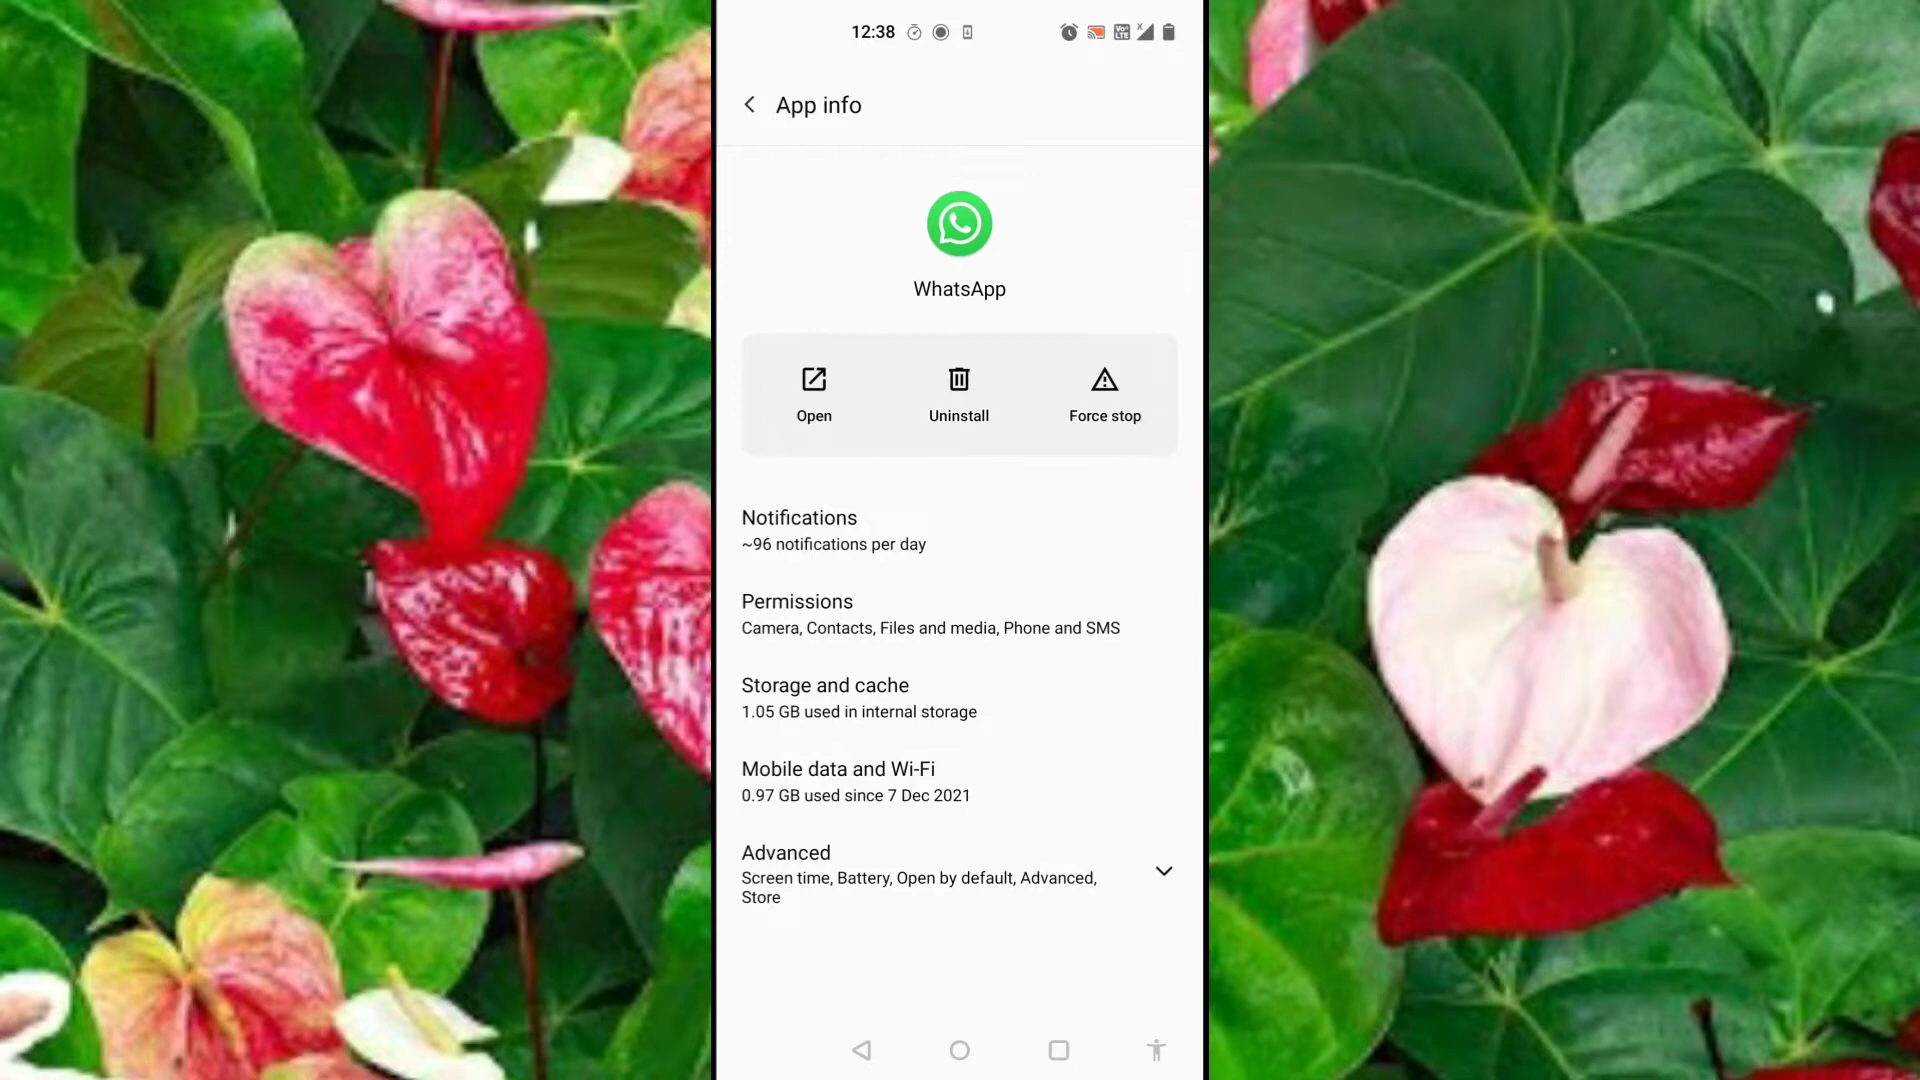 12:38
App info
WhatsApp
Open
Uninstall
Force stop
Notifications
~96 notifications per day
Permissions
Camera, Contacts, Files and media, Phone and SMS
Storage and cache
1.05 GB used in internal storage
Mobile data and Wi-Fi
0.97 GB used since 7 Dec 2021
Advanced
Screen time, Battery, Open by default, Advanced,
Store